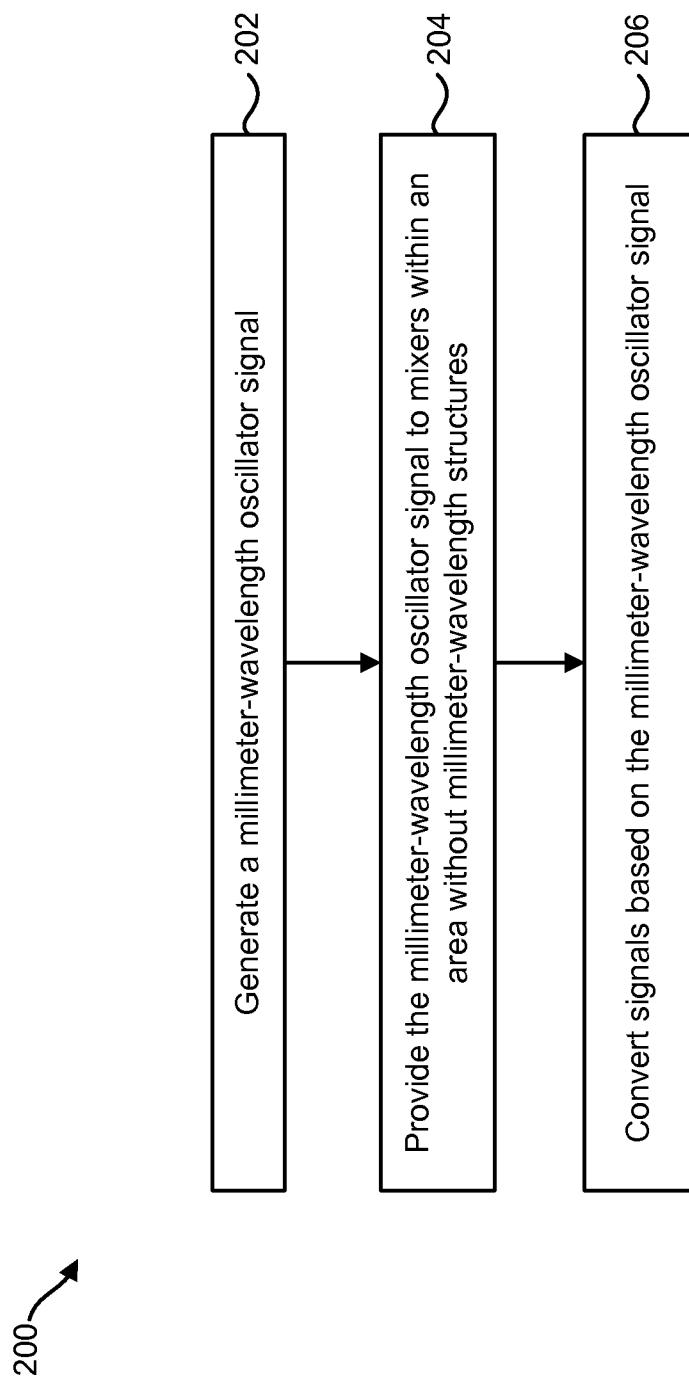 200
Generate a millimeter-wavelength oscillator signal
202
Provide the millimeter-wavelength oscillator signal to mixers within an
area without millimeter-wavelength structures
204
Convert signals based on the millimeter-wavelength oscillator signal
206